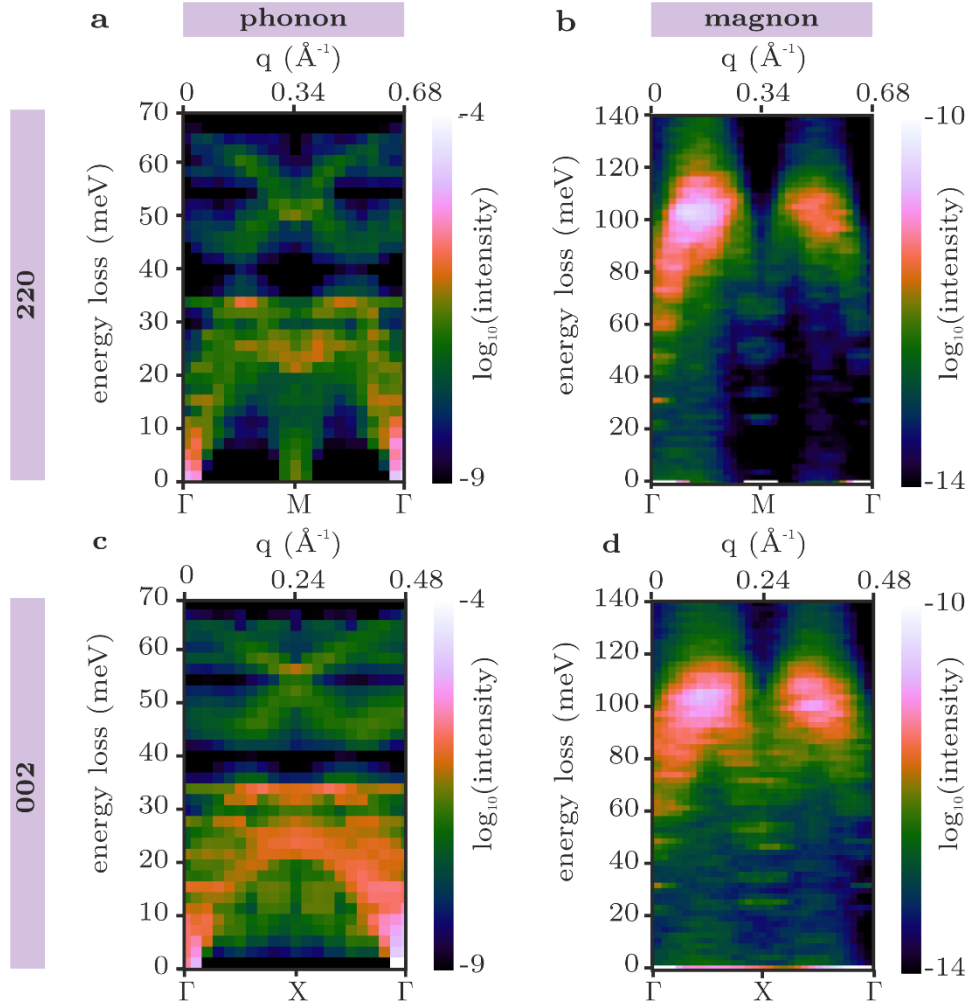 a phonon
q (Å⁻¹)
0 0.34 0.68
b magnon
q (Å⁻¹)
0 0.34 0.68
220
energy loss (meV)
70
60
50
40
30
20
10
0
Γ M Γ
-4
log₁₀(intensity)
-9
energy loss (meV)
140
120
100
80
60
40
20
0
Γ M Γ
-10
log₁₀(intensity)
-14
c
q (Å⁻¹)
0 0.24 0.48
d
q (Å⁻¹)
0 0.24 0.48
002
energy loss (meV)
70
60
50
40
30
20
10
0
Γ X Γ
-4
log₁₀(intensity)
-9
energy loss (meV)
140
120
100
80
60
40
20
0
Γ X Γ
-10
log₁₀(intensity)
-14